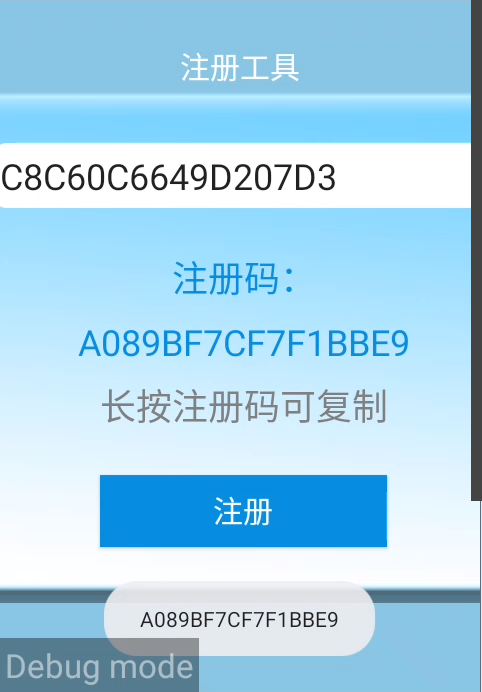 注册工具
C8C60C6649D207D3
注册码：
A089BF7CF7F1BBE9
长按注册码可复制
注册
A089BF7CF7F1BBE9
Debug mode